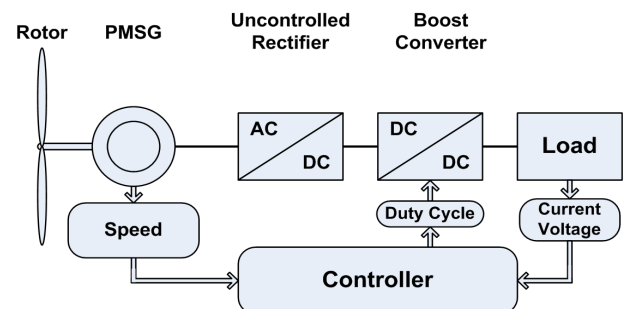 Rotor
PMSG
Uncontrolled
Rectifier
Boost
Converter
AC
DC
DC
DC
Load
Speed
Duty Cycle
Current
Voltage
Controller